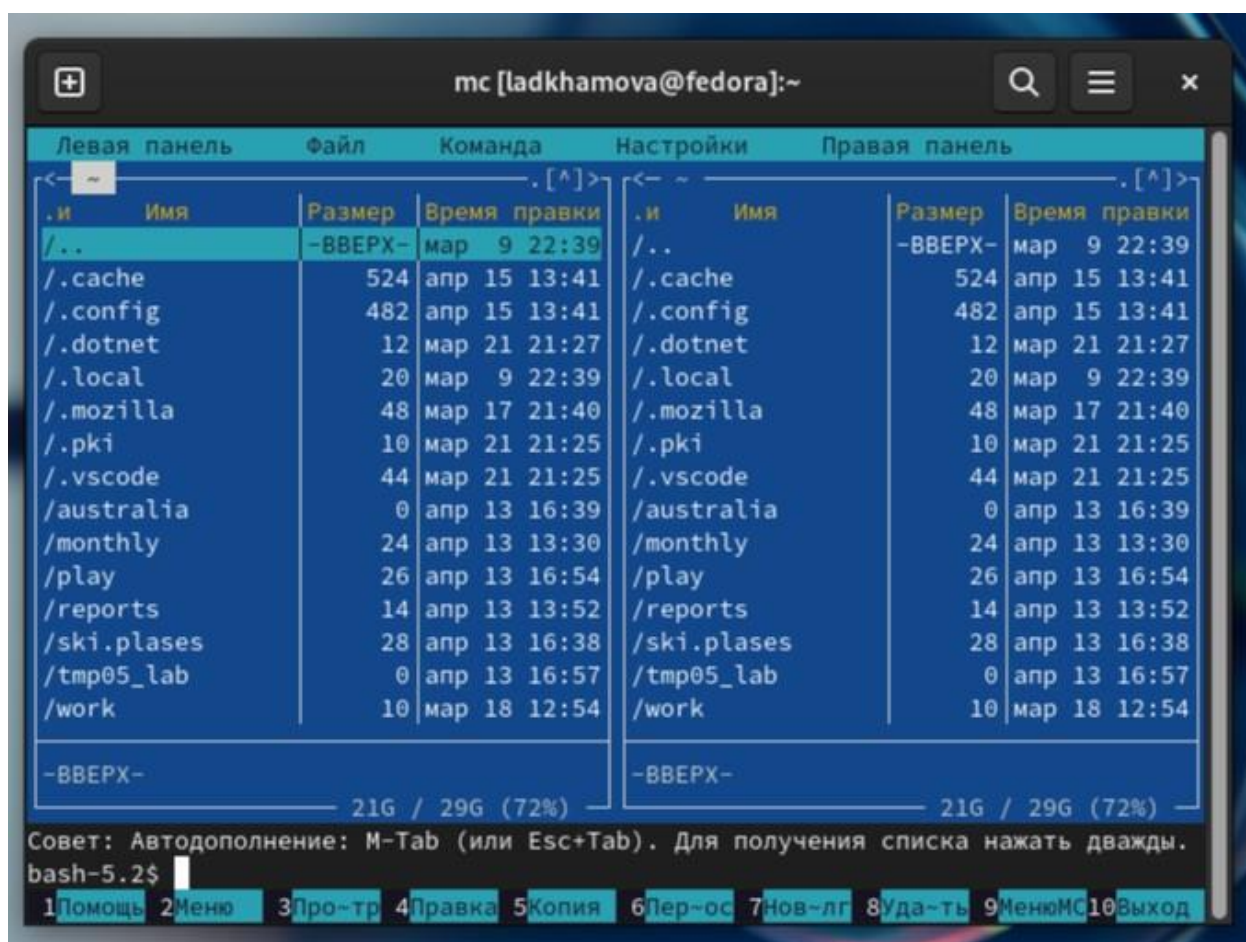 mc [ladkhamova@fedora]:~
Левая панель Файл Команда Настройки Правая панель
<— ~ .[^]> <— ~ .[^]>
.и Имя Размер Время правки .и Имя Размер Время правки
/.. -ВВЕРХ- мар 9 22:39 /.. -ВВЕРХ- мар 9 22:39
/.cache 524 апр 15 13:41 /.cache 524 апр 15 13:41
/.config 482 апр 15 13:41 /.config 482 апр 15 13:41
/.dotnet 12 мар 21 21:27 /.dotnet 12 мар 21 21:27
/.local 20 мар 9 22:39 /.local 20 мар 9 22:39
/.mozilla 48 мар 17 21:40 /.mozilla 48 мар 17 21:40
/.pki 10 мар 21 21:25 /.pki 10 мар 21 21:25
/.vscode 44 мар 21 21:25 /.vscode 44 мар 21 21:25
/australia 0 апр 13 16:39 /australia 0 апр 13 16:39
/monthly 24 апр 13 13:30 /monthly 24 апр 13 13:30
/play 26 апр 13 16:54 /play 26 апр 13 16:54
/reports 14 апр 13 13:52 /reports 14 апр 13 13:52
/ski.plases 28 апр 13 16:38 /ski.plases 28 апр 13 16:38
/tmp05_lab 0 апр 13 16:57 /tmp05_lab 0 апр 13 16:57
/work 10 мар 18 12:54 /work 10 мар 18 12:54
-ВВЕРХ- -ВВЕРХ-
21G / 29G (72%) 21G / 29G (72%)
Совет: Автодополнение: M-Tab (или Esc+Tab). Для получения списка нажать дважды.
bash-5.2$
1Помощь 2Меню 3Про~тр 4Правка 5Копия 6Пер~ос 7Нов~лг 8Уда~ть 9МенюMC 10Выход